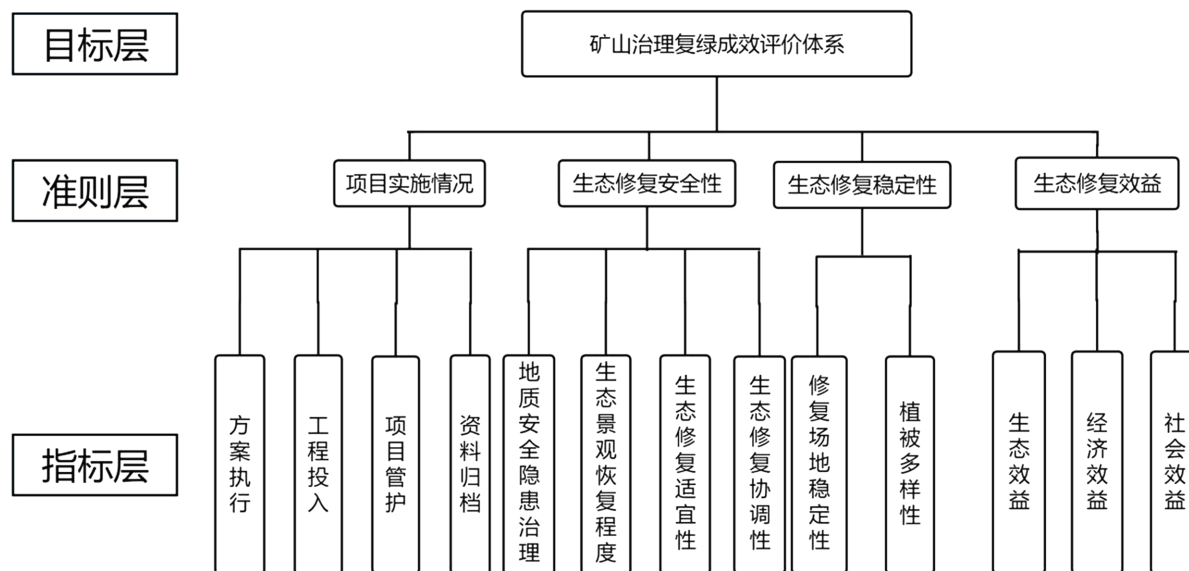 目标层
矿山治理复绿成效评价体系
准则层
项目实施情况
生态修复安全性
生态修复稳定性
生态修复效益
指标层
方案执行
工程投入
项目管护
资料归档
地质安全隐患治理
生态景观恢复程度
生态修复适宜性
生态修复协调性
修复场地稳定性
植被多样性
生态效益
经济效益
社会效益